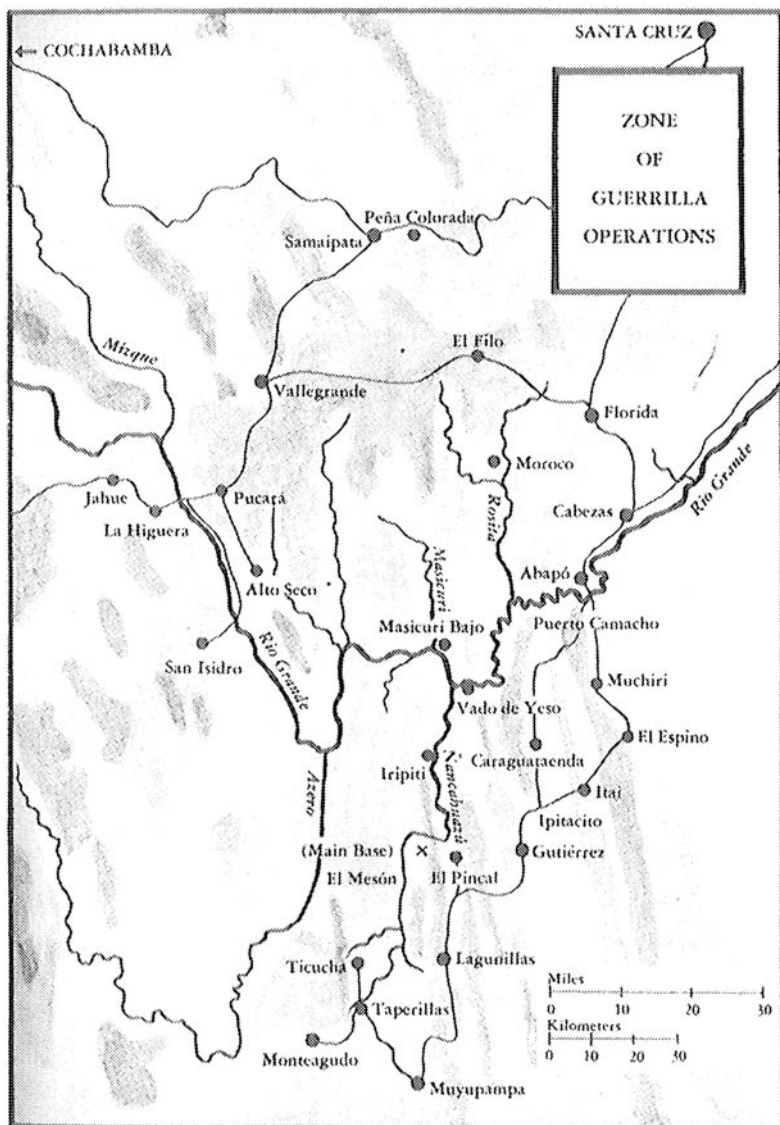 SANTA CRUZ
← COCHABAMBA
ZONE
OF
GUERRILLA
OPERATIONS
Peña Colorada
Samaipata
Mizque
El Filo
Vallegrande
Florida
Moroco
Jahue
Pucará
Rosita
Rio Grande
La Higuera
Cabezas
Masicuri
Abapó
Alto Seco
Puerto Camacho
Masicuri Bajo
San Isidro
Rio Grande
Muchiri
Vado de Yeso
El Espino
Iripiti
Ñancahuazú
Caraguataenda
Azero
Itai
Ipitacito
(Main Base) ×
Gutiérrez
El Mesón
El Pincal
Lagunillas
Ticucha
Miles
0 10 20 30
Taperillas
Kilometers
0 10 20 30
Monteagudo
Muyupampa